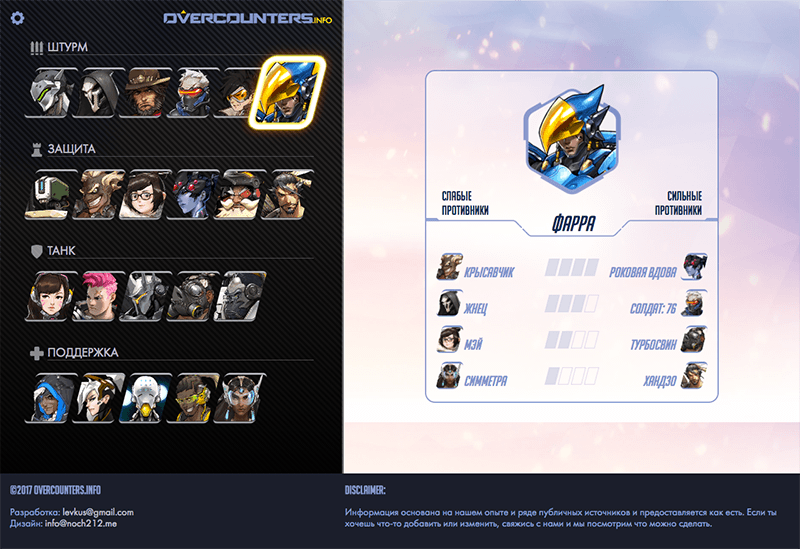 OVERCOUNTERS.INFO
ШТУРМ
ЗАЩИТА
ТАНК
ПОДДЕРЖКА
СЛАБЫЕ
ПРОТИВНИКИ
СИЛЬНЫЕ
ПРОТИВНИКИ
ФАРРА
КРЫСАВЧИК РОКОВАЯ ВДОВА
ЖНЕЦ СОЛДАТ: 76
МЭЙ ТУРБОСВИН
СИММЕТРА ХАНДЗО
©2017 OVERCOUNTERS.INFO
Разработка: levkus@gmail.com
Дизайн: info@noch212.me
DISCLAIMER:
Информация основана на нашем опыте и ряде публичных источников и предоставляется как есть. Если ты
хочешь что-то добавить или изменить, свяжись с нами и мы посмотрим что можно сделать.